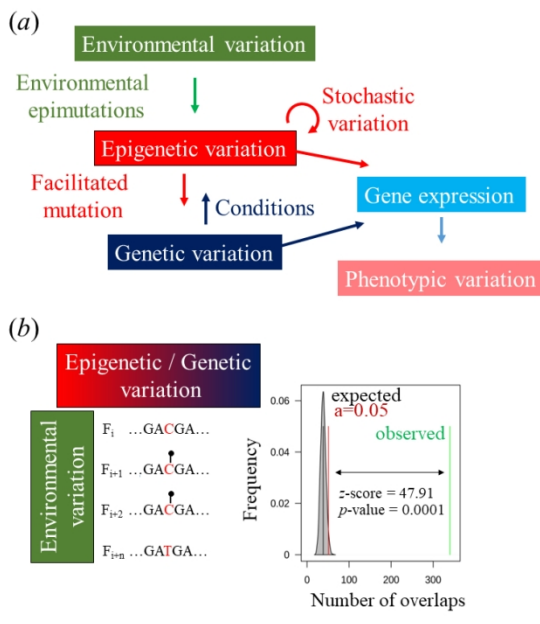 (a)
Environmental variation
Environmental
epimutations
Stochastic
variation
Epigenetic variation
Facilitated
mutation
Conditions
Gene expression
Genetic variation
Phenotypic variation
(b)
Epigenetic / Genetic
variation
Environmental
variation
Fi …GACGA…
Fi+1 …GACGA…
Fi+2 …GACGA…
Fi+n …GATGA…
expected
a=0.05
observed
z-score = 47.91
p-value = 0.0001
Frequency
0.06
0.04
0.02
0
0 100 200 300
Number of overlaps